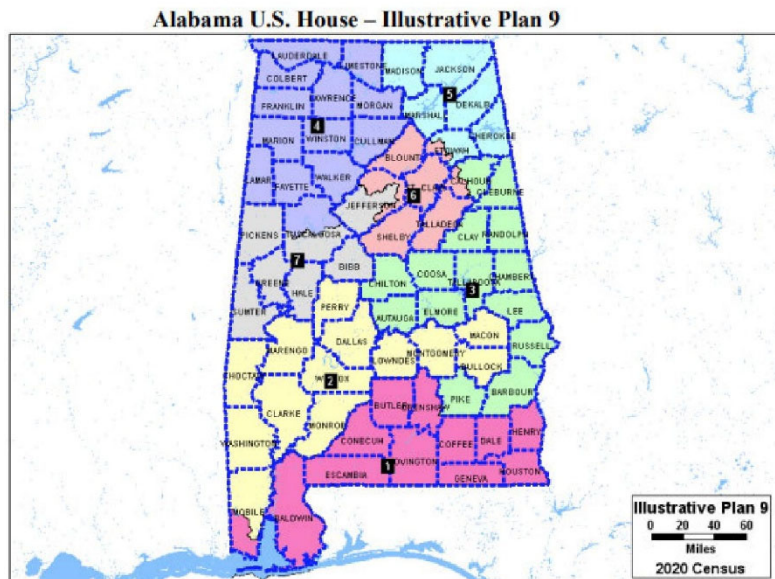 Alabama U.S. House – Illustrative Plan 9
LAUDERDALE
LIMESTONE
MADISON
JACKSON
COLBERT
LAWRENCE
FRANKLIN
MORGAN
5
MARSHALL
DEKALB
4
MARION
WINSTON
CULLMAN
CHEROKEE
ETOWAH
BLOUNT
LAMAR
FAYETTE
WALKER
CALHOUN
CLEBURNE
6
JEFFERSON
TALLADEGA
PICKENS
TUSCALOOSA
SHELBY
CLAY
RANDOLPH
7
BIBB
GREENE
HALE
COOSA
CHAMBERS
CHILTON
TALLAPOOSA
3
PERRY
SUMTER
AUTAUGA
ELMORE
LEE
MACON
DALLAS
MARENGO
RUSSELL
LOWNDES
MONTGOMERY
BULLOCK
CHOCTAW
2
WILCOX
PIKE
BARBOUR
BUTLER
CRENSHAW
CLARKE
MONROE
HENRY
WASHINGTON
CONECUH
COFFEE
DALE
COVINGTON
1
ESCAMBIA
HOUSTON
GENEVA
MOBILE
BALDWIN
Illustrative Plan 9
0 20 40 60
Miles
2020 Census